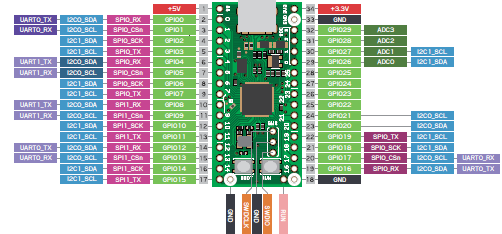 +5V 1 34 +3.3V
UART0_TX I2C0_SDA SPI0_RX GPIO0 2 33 GND
UART0_RX I2C0_SCL SPI0_CSn GPIO1 3 32 GPIO29 ADC3
I2C1_SDA SPI0_SCK GPIO2 4 31 GPIO28 ADC2
I2C1_SCL SPI0_TX GPIO3 5 30 GPIO27 ADC1 I2C1_SCL
UART1_TX I2C0_SDA SPI0_RX GPIO4 6 29 GPIO26 ADC0 I2C1_SDA
UART1_RX I2C0_SCL SPI0_CSn GPIO5 7 28 GPIO25
I2C1_SDA SPI0_SCK GPIO6 8 27 GPIO24
I2C1_SCL SPI0_TX GPIO7 9 26 GPIO23
UART1_TX I2C0_SDA SPI1_RX GPIO8 10 25 GPIO22
UART1_RX I2C0_SCL SPI1_CSn GPIO9 11 24 GPIO21 I2C0_SCL
I2C1_SDA SPI1_SCK GPIO10 12 23 GPIO20 I2C0_SDA
I2C1_SCL SPI1_TX GPIO11 13 22 GPIO19 SPI0_TX I2C1_SCL
UART0_TX I2C0_SDA SPI1_RX GPIO12 14 21 GPIO18 SPI0_SCK I2C1_SDA
UART0_RX I2C0_SCL SPI1_CSn GPIO13 15 20 GPIO17 SPI0_CSn I2C0_SCL UART0_RX
I2C1_SDA SPI1_SCK GPIO14 16 19 GPIO16 SPI0_RX I2C0_SDA UART0_TX
I2C1_SCL SPI1_TX GPIO15 17 18 GND
GND
SWDCLK
GND
SWDIO
RUN